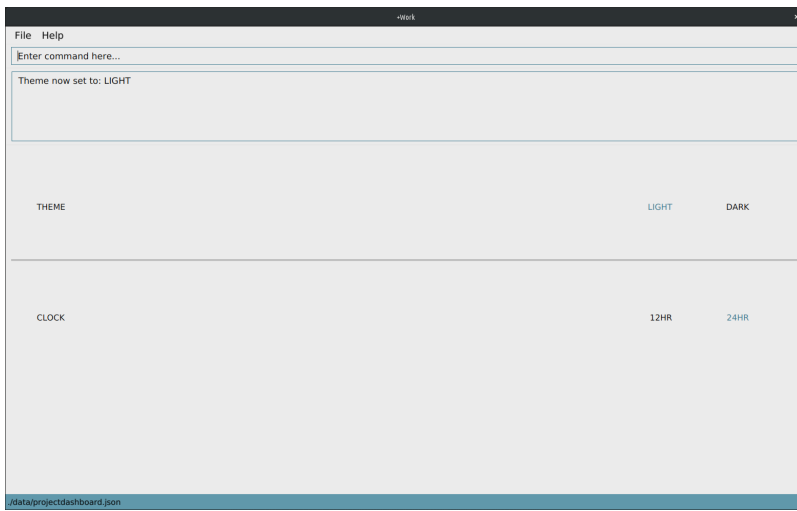 +Work
File Help
Enter command here...
Theme now set to: LIGHT
THEME LIGHT DARK
CLOCK 12HR 24HR
./data/projectdashboard.json